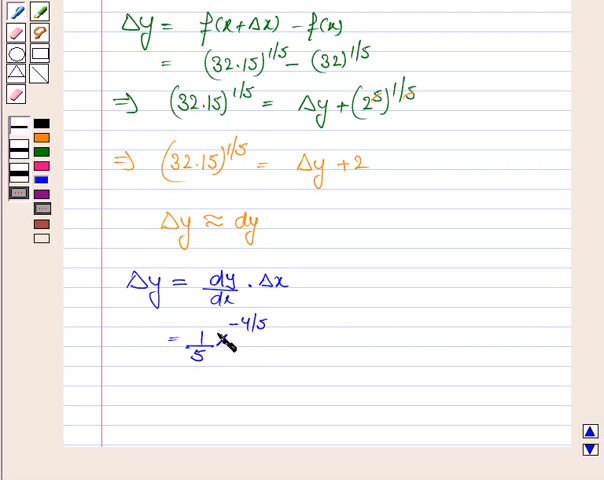 Δy = f(x+Δx) - f(x)
= (32.15)^1/5 - (32)^1/5
⇒ (32.15)^1/5 = Δy + (2^5)^1/5
⇒ (32.15)^1/5 = Δy + 2
Δy ≈ dy
Δy = dy/dx · Δx
= 1/5 x^-4/5